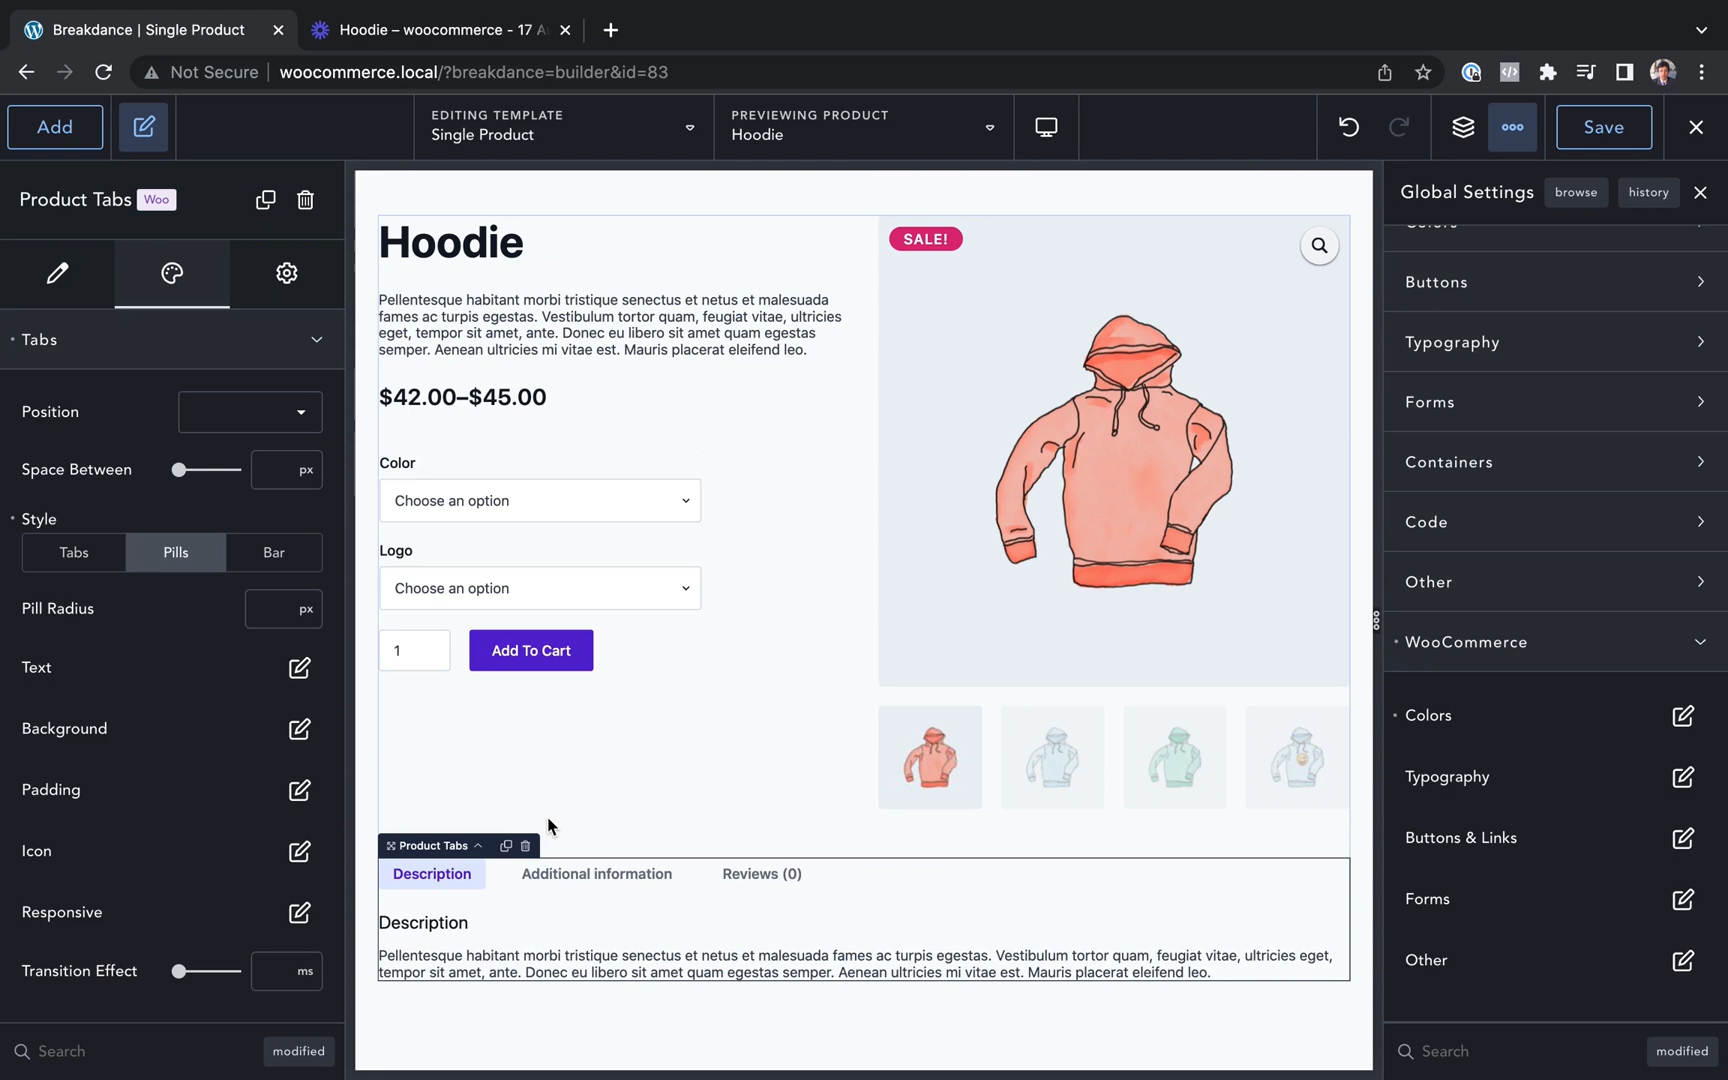 Breakdance | Single Product
Hoodie – woocommerce - 17 A
Not Secure
woocommerce.local/?breakdance=builder&id=83
Add
EDITING TEMPLATE
Single Product
PREVIEWING PRODUCT
Hoodie
Save
Product Tabs
Woo
Tabs
Position
Space Between
px
Style
Tabs
Pills
Bar
Pill Radius
px
Text
Background
Padding
Icon
Responsive
Transition Effect
ms
Search
modified
Hoodie
Pellentesque habitant morbi tristique senectus et netus et malesuada
fames ac turpis egestas. Vestibulum tortor quam, feugiat vitae, ultricies
eget, tempor sit amet, ante. Donec eu libero sit amet quam egestas
semper. Aenean ultricies mi vitae est. Mauris placerat eleifend leo.
$42.00–$45.00
Color
Choose an option
Logo
Choose an option
1
Add To Cart
SALE!
Product Tabs
Description
Additional information
Reviews (0)
Description
Pellentesque habitant morbi tristique senectus et netus et malesuada fames ac turpis egestas. Vestibulum tortor quam, feugiat vitae, ultricies eget,
tempor sit amet, ante. Donec eu libero sit amet quam egestas semper. Aenean ultricies mi vitae est. Mauris placerat eleifend leo.
Global Settings
browse
history
Colors
Buttons
Typography
Forms
Containers
Code
Other
WooCommerce
Colors
Typography
Buttons & Links
Forms
Other
Search
modified